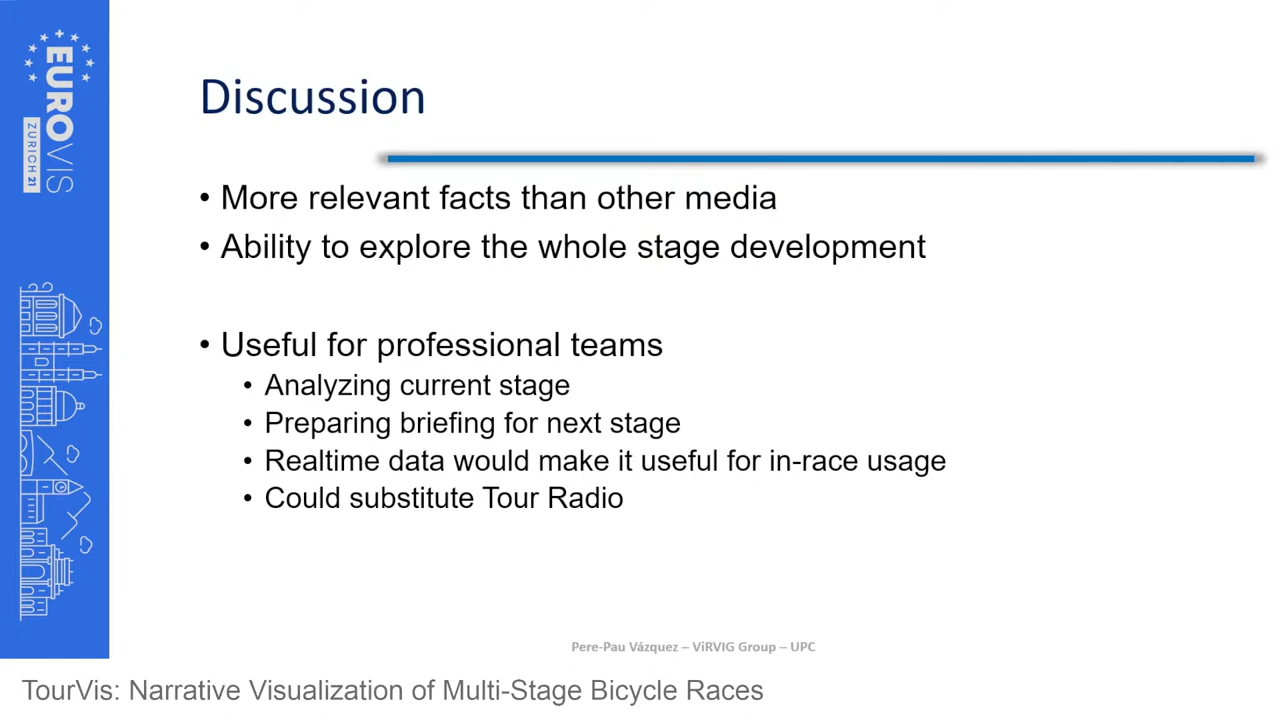 EUROVIS
ZURICH 21
Discussion
• More relevant facts than other media
• Ability to explore the whole stage development
• Useful for professional teams
• Analyzing current stage
• Preparing briefing for next stage
• Realtime data would make it useful for in-race usage
• Could substitute Tour Radio
Pere-Pau Vázquez – ViRVIG Group – UPC
TourVis: Narrative Visualization of Multi-Stage Bicycle Races